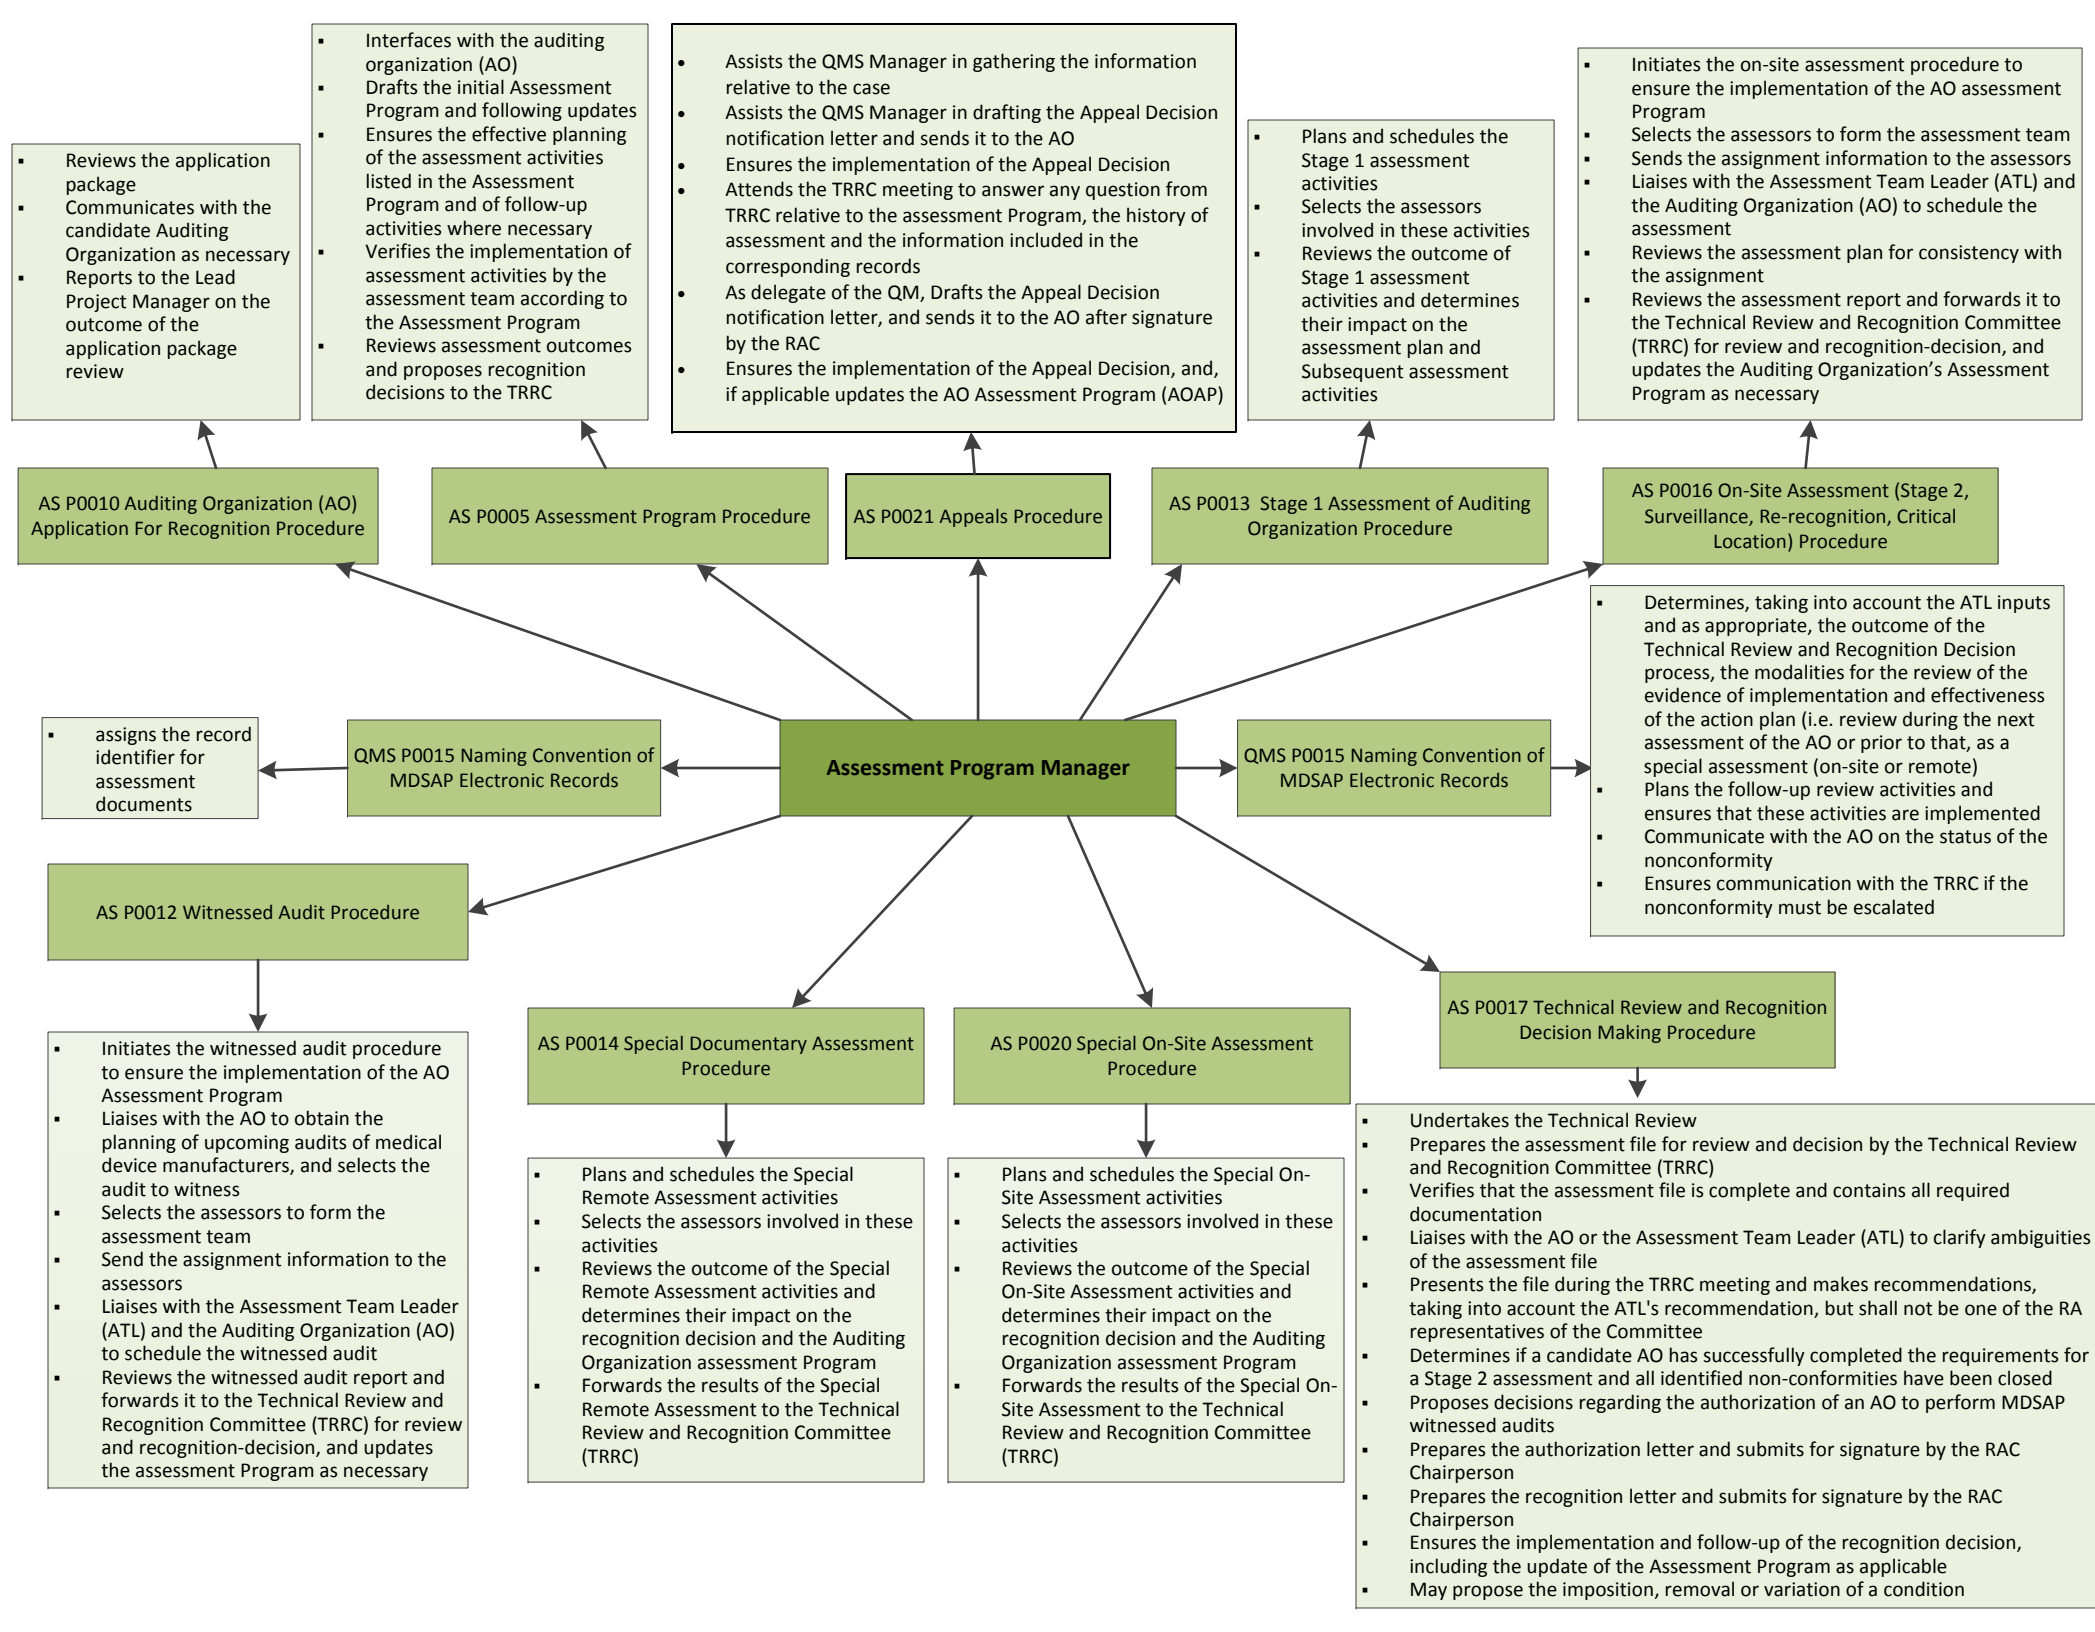 ▪ Reviews the application
package
▪ Communicates with the
candidate Auditing
Organization as necessary
▪ Reports to the Lead
Project Manager on the
outcome of the
application package
review
▪ Interfaces with the auditing
organization (AO)
▪ Drafts the initial Assessment
Program and following updates
▪ Ensures the effective planning
of the assessment activities
listed in the Assessment
Program and of follow-up
activities where necessary
▪ Verifies the implementation of
assessment activities by the
assessment team according to
the Assessment Program
▪ Reviews assessment outcomes
and proposes recognition
decisions to the TRRC
• Assists the QMS Manager in gathering the information
relative to the case
• Assists the QMS Manager in drafting the Appeal Decision
notification letter and sends it to the AO
• Ensures the implementation of the Appeal Decision
• Attends the TRRC meeting to answer any question from
TRRC relative to the assessment Program, the history of
assessment and the information included in the
corresponding records
• As delegate of the QM, Drafts the Appeal Decision
notification letter, and sends it to the AO after signature
by the RAC
• Ensures the implementation of the Appeal Decision, and,
if applicable updates the AO Assessment Program (AOAP)
▪ Plans and schedules the
Stage 1 assessment
activities
▪ Selects the assessors
involved in these activities
▪ Reviews the outcome of
Stage 1 assessment
activities and determines
their impact on the
assessment plan and
Subsequent assessment
activities
▪ Initiates the on-site assessment procedure to
ensure the implementation of the AO assessment
Program
▪ Selects the assessors to form the assessment team
▪ Sends the assignment information to the assessors
▪ Liaises with the Assessment Team Leader (ATL) and
the Auditing Organization (AO) to schedule the
assessment
▪ Reviews the assessment plan for consistency with
the assignment
▪ Reviews the assessment report and forwards it to
the Technical Review and Recognition Committee
(TRRC) for review and recognition-decision, and
updates the Auditing Organization’s Assessment
Program as necessary
AS P0010 Auditing Organization (AO)
Application For Recognition Procedure
AS P0005 Assessment Program Procedure
AS P0021 Appeals Procedure
AS P0013  Stage 1 Assessment of Auditing
Organization Procedure
AS P0016 On-Site Assessment (Stage 2,
Surveillance, Re-recognition, Critical
Location) Procedure
▪ assigns the record
identifier for
assessment
documents
QMS P0015 Naming Convention of
MDSAP Electronic Records
Assessment Program Manager
QMS P0015 Naming Convention of
MDSAP Electronic Records
▪ Determines, taking into account the ATL inputs
and as appropriate, the outcome of the
Technical Review and Recognition Decision
process, the modalities for the review of the
evidence of implementation and effectiveness
of the action plan (i.e. review during the next
assessment of the AO or prior to that, as a
special assessment (on-site or remote)
▪ Plans the follow-up review activities and
ensures that these activities are implemented
▪ Communicate with the AO on the status of the
nonconformity
▪ Ensures communication with the TRRC if the
nonconformity must be escalated
AS P0012 Witnessed Audit Procedure
AS P0014 Special Documentary Assessment
Procedure
AS P0020 Special On-Site Assessment
Procedure
AS P0017 Technical Review and Recognition
Decision Making Procedure
▪ Initiates the witnessed audit procedure
to ensure the implementation of the AO
Assessment Program
▪ Liaises with the AO to obtain the
planning of upcoming audits of medical
device manufacturers, and selects the
audit to witness
▪ Selects the assessors to form the
assessment team
▪ Send the assignment information to the
assessors
▪ Liaises with the Assessment Team Leader
(ATL) and the Auditing Organization (AO)
to schedule the witnessed audit
▪ Reviews the witnessed audit report and
forwards it to the Technical Review and
Recognition Committee (TRRC) for review
and recognition-decision, and updates
the assessment Program as necessary
▪ Plans and schedules the Special
Remote Assessment activities
▪ Selects the assessors involved in these
activities
▪ Reviews the outcome of the Special
Remote Assessment activities and
determines their impact on the
recognition decision and the Auditing
Organization assessment Program
▪ Forwards the results of the Special
Remote Assessment to the Technical
Review and Recognition Committee
(TRRC)
▪ Plans and schedules the Special On-
Site Assessment activities
▪ Selects the assessors involved in these
activities
▪ Reviews the outcome of the Special
On-Site Assessment activities and
determines their impact on the
recognition decision and the Auditing
Organization assessment Program
▪ Forwards the results of the Special On-
Site Assessment to the Technical
Review and Recognition Committee
(TRRC)
▪ Undertakes the Technical Review
▪ Prepares the assessment file for review and decision by the Technical Review
and Recognition Committee (TRRC)
▪ Verifies that the assessment file is complete and contains all required
documentation
▪ Liaises with the AO or the Assessment Team Leader (ATL) to clarify ambiguities
of the assessment file
▪ Presents the file during the TRRC meeting and makes recommendations,
taking into account the ATL's recommendation, but shall not be one of the RA
representatives of the Committee
▪ Determines if a candidate AO has successfully completed the requirements for
a Stage 2 assessment and all identified non-conformities have been closed
▪ Proposes decisions regarding the authorization of an AO to perform MDSAP
witnessed audits
▪ Prepares the authorization letter and submits for signature by the RAC
Chairperson
▪ Prepares the recognition letter and submits for signature by the RAC
Chairperson
▪ Ensures the implementation and follow-up of the recognition decision,
including the update of the Assessment Program as applicable
▪ May propose the imposition, removal or variation of a condition